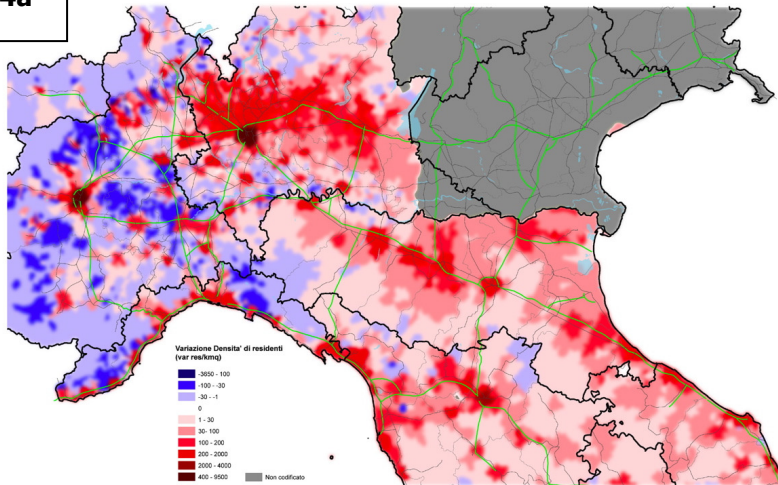 Variazione Densita' di residenti
(var res/kmq)
-3650 - 100
-100 - -30
-30 - -1
0
1 - 30
30- 100
100 - 200
200 - 2000
2000 - 4000
400 - 9500
Non codificato